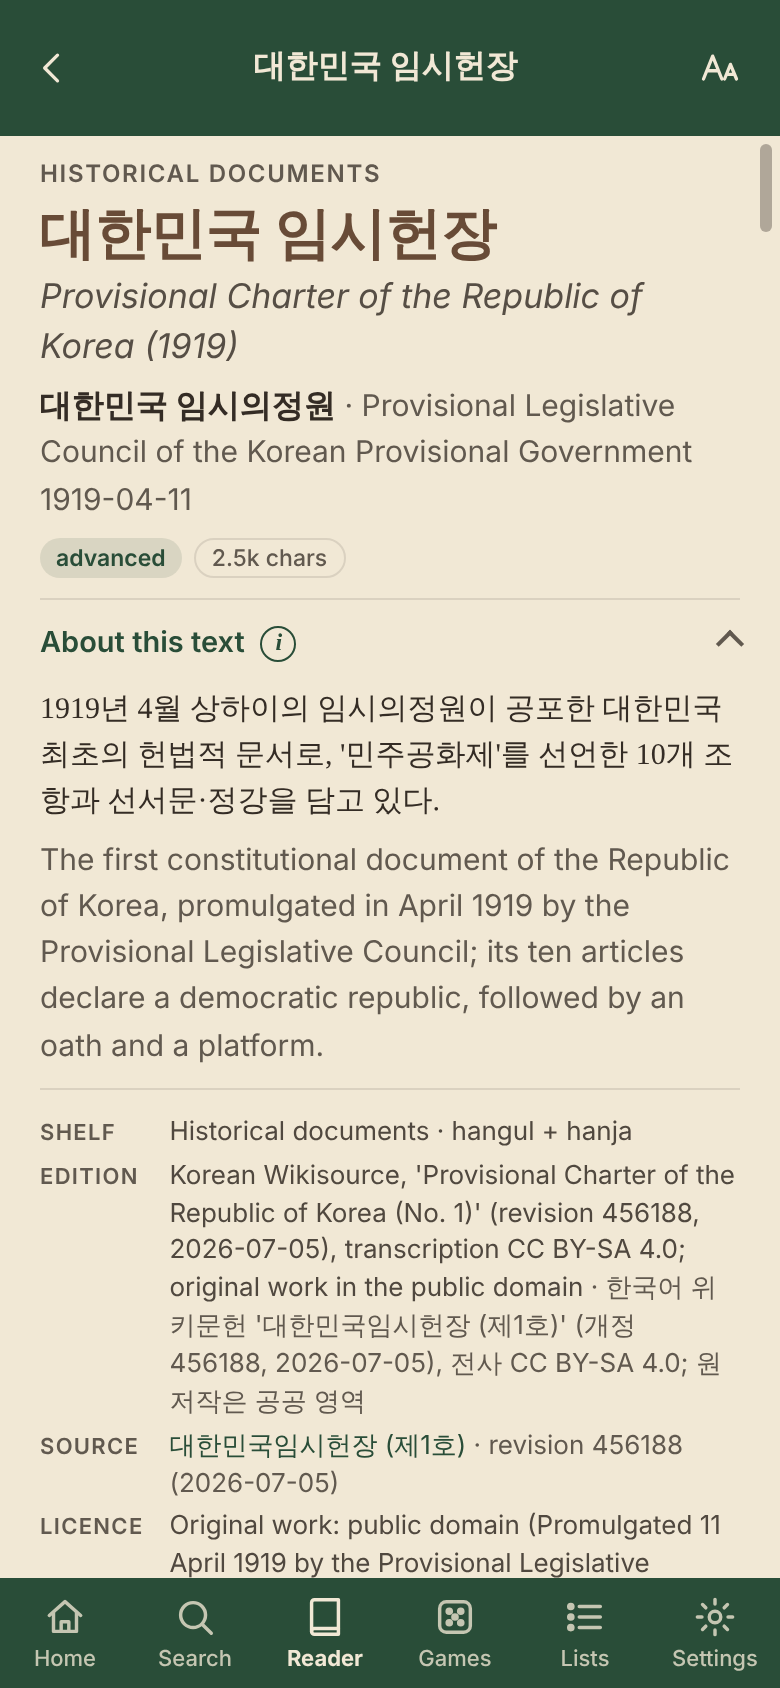 대한민국 임시헌장
AA
HISTORICAL DOCUMENTS
대한민국 임시헌장
Provisional Charter of the Republic of
Korea (1919)
대한민국 임시의정원 · Provisional Legislative
Council of the Korean Provisional Government
1919-04-11
advanced
2.5k chars
About this text i
1919년 4월 상하이의 임시의정원이 공포한 대한민국
최초의 헌법적 문서로, '민주공화제'를 선언한 10개 조
항과 선서문·정강을 담고 있다.
The first constitutional document of the Republic
of Korea, promulgated in April 1919 by the
Provisional Legislative Council; its ten articles
declare a democratic republic, followed by an
oath and a platform.
SHELF Historical documents · hangul + hanja
EDITION Korean Wikisource, 'Provisional Charter of the
Republic of Korea (No. 1)' (revision 456188,
2026-07-05), transcription CC BY-SA 4.0;
original work in the public domain · 한국어 위
키문헌 '대한민국임시헌장 (제1호)' (개정
456188, 2026-07-05), 전사 CC BY-SA 4.0; 원
저작은 공공 영역
SOURCE 대한민국임시헌장 (제1호) · revision 456188
(2026-07-05)
LICENCE Original work: public domain (Promulgated 11
April 1919 by the Provisional Legislative
Home Search Reader Games Lists Settings